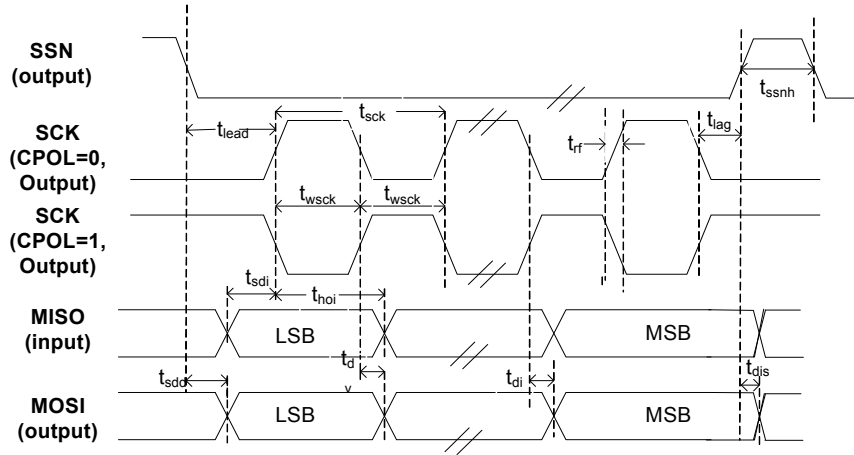 SSN
(output)
t_ssnh
t_sck
t_lead
t_lag
SCK
(CPOL=0,
Output)
t_rf
t_wsck t_wsck
SCK
(CPOL=1,
Output)
t_sdi
t_hoi
MISO
(input)
LSB
MSB
t_d
v
t_sdo
t_di
t_dis
MOSI
(output)
LSB
MSB